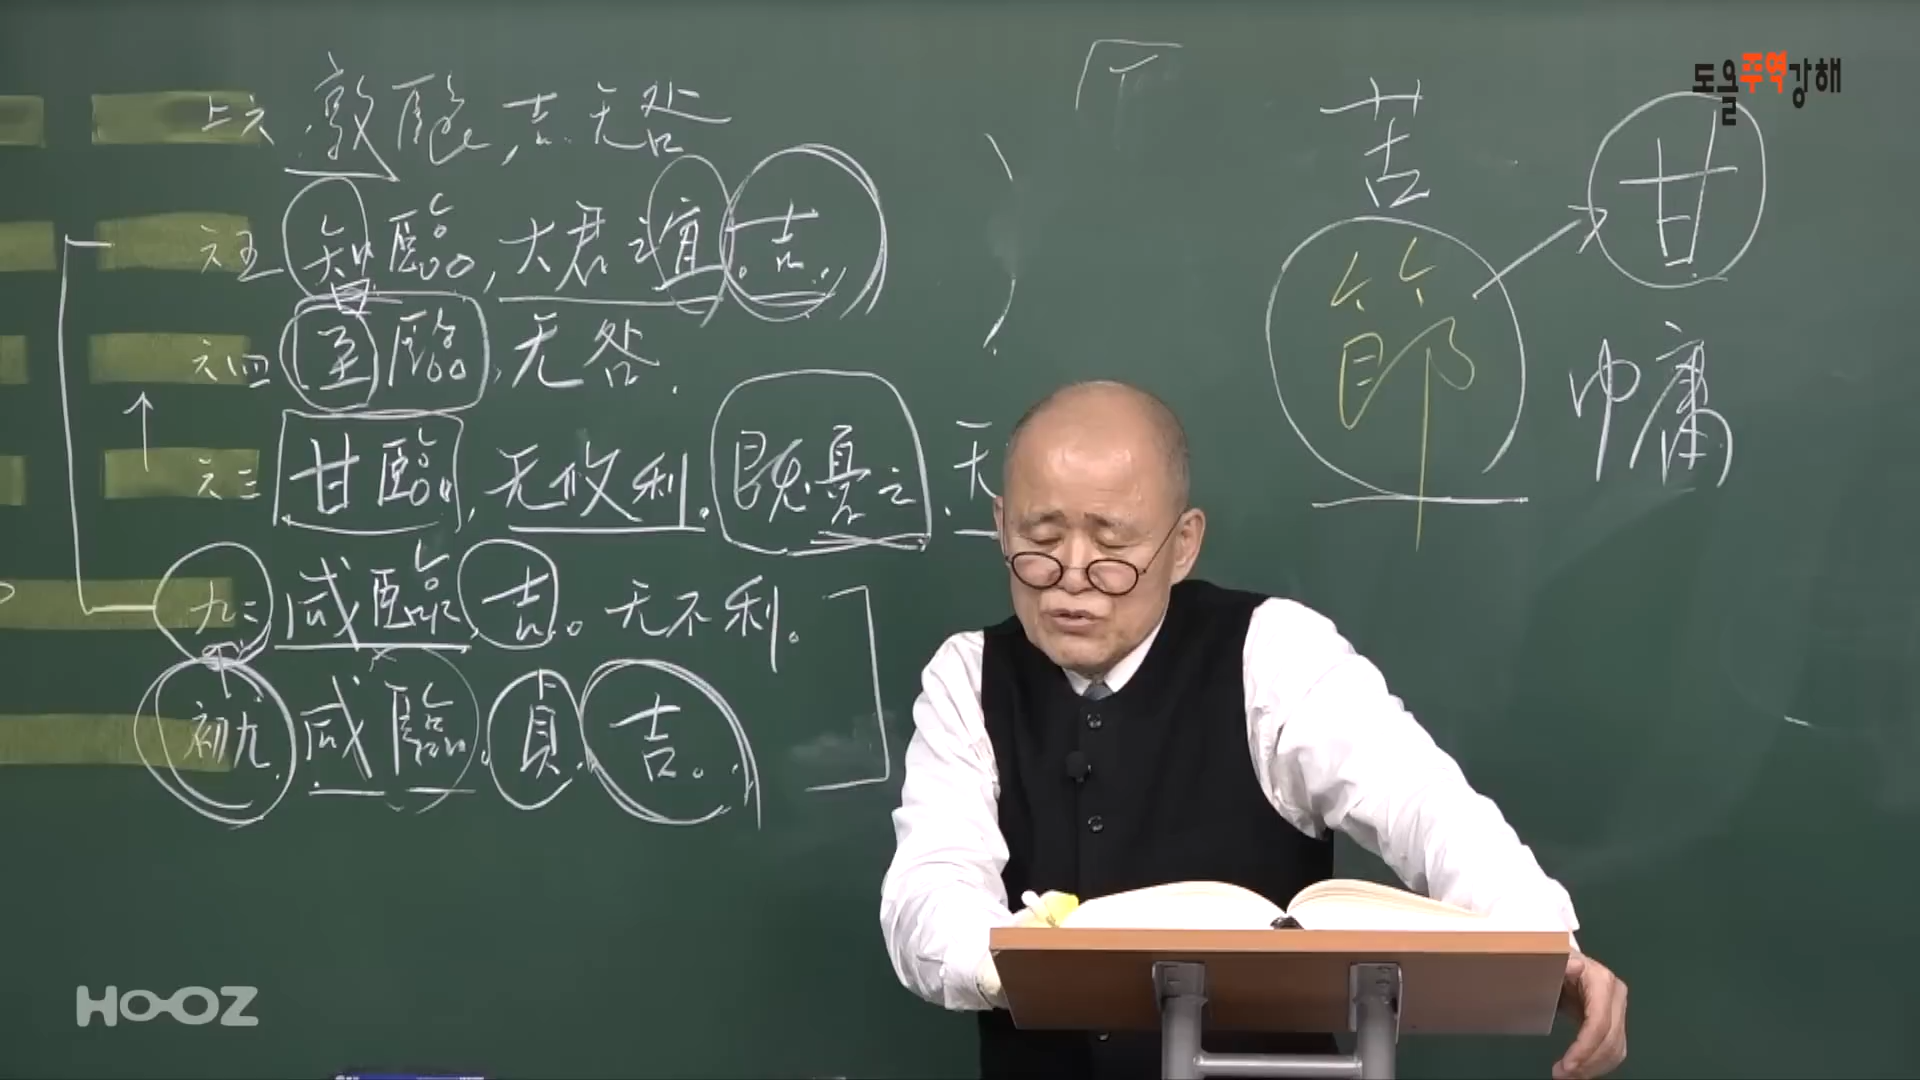 上六 敦臨, 吉. 无咎
六五 智臨, 大君之宜. 吉.
六四 至臨, 无咎.
六三 甘臨, 无攸利. 既憂之. 无
九二 咸臨, 吉. 无不利.
初九. 咸臨. 貞. 吉.
苦
節
甘
中庸
도올주역강해
HOOZ